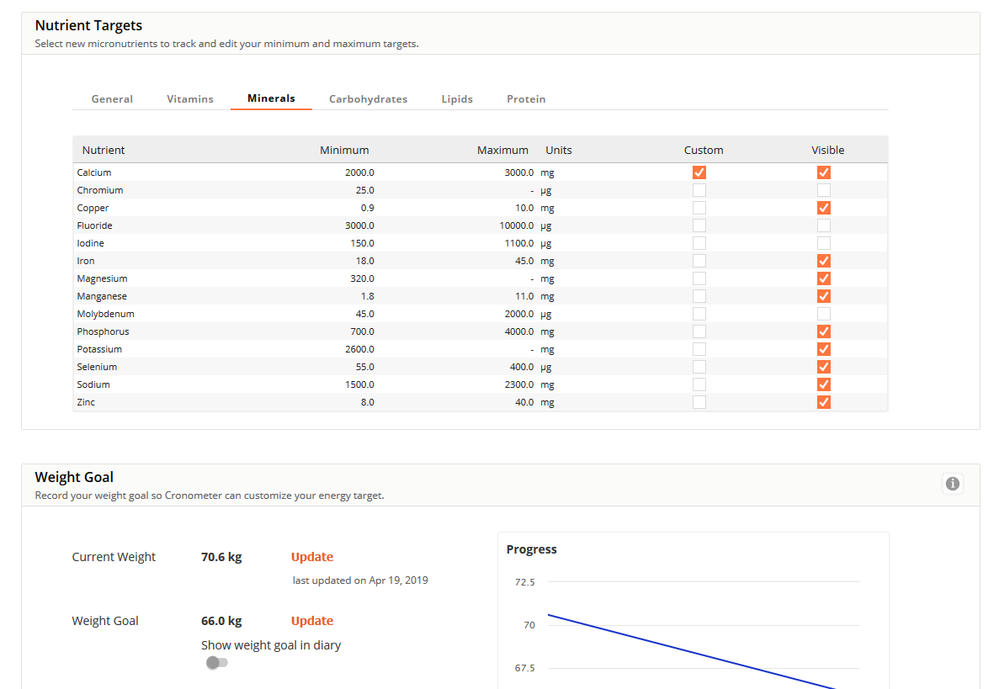 Nutrient Targets
Select new micronutrients to track and edit your minimum and maximum targets.
General Vitamins Minerals Carbohydrates Lipids Protein
Nutrient Minimum Maximum Units Custom Visible
Calcium 2000.0 3000.0 mg
Chromium 25.0 - µg
Copper 0.9 10.0 mg
Fluoride 3000.0 10000.0 µg
Iodine 150.0 1100.0 µg
Iron 18.0 45.0 mg
Magnesium 320.0 - mg
Manganese 1.8 11.0 mg
Molybdenum 45.0 2000.0 µg
Phosphorus 700.0 4000.0 mg
Potassium 2600.0 - mg
Selenium 55.0 400.0 µg
Sodium 1500.0 2300.0 mg
Zinc 8.0 40.0 mg
Weight Goal
Record your weight goal so Cronometer can customize your energy target.
Current Weight 70.6 kg Update
last updated on Apr 19, 2019
Weight Goal 66.0 kg Update
Show weight goal in diary
Progress
72.5
70
67.5